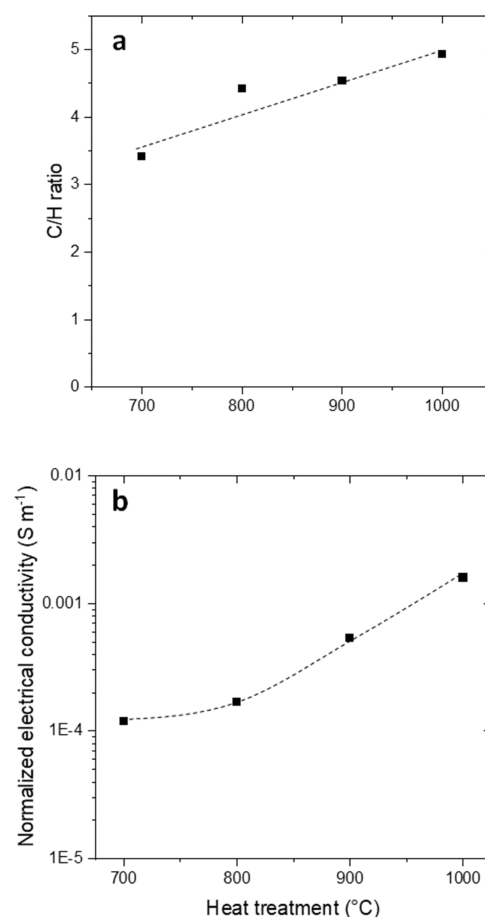 a
5
4
3
2
1
0
C/H ratio
700 800 900 1000
b
0.01
0.001
1E-4
1E-5
Normalized electrical conductivity (S m⁻¹)
700 800 900 1000
Heat treatment (°C)